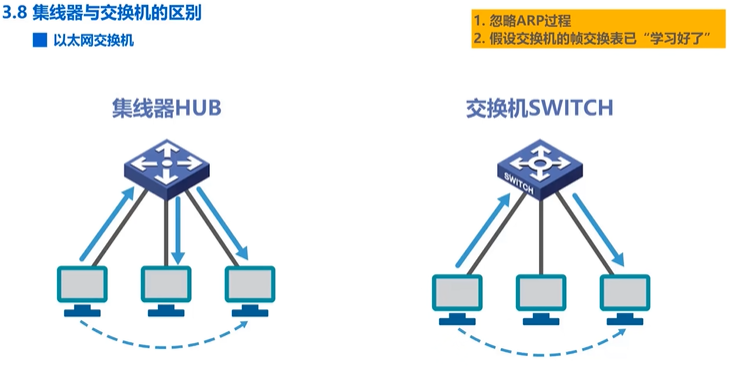 3.8 集线器与交换机的区别
以太网交换机
1. 忽略ARP过程
2. 假设交换机的帧交换表已“学习好了”
集线器HUB
交换机SWITCH
SWITCH